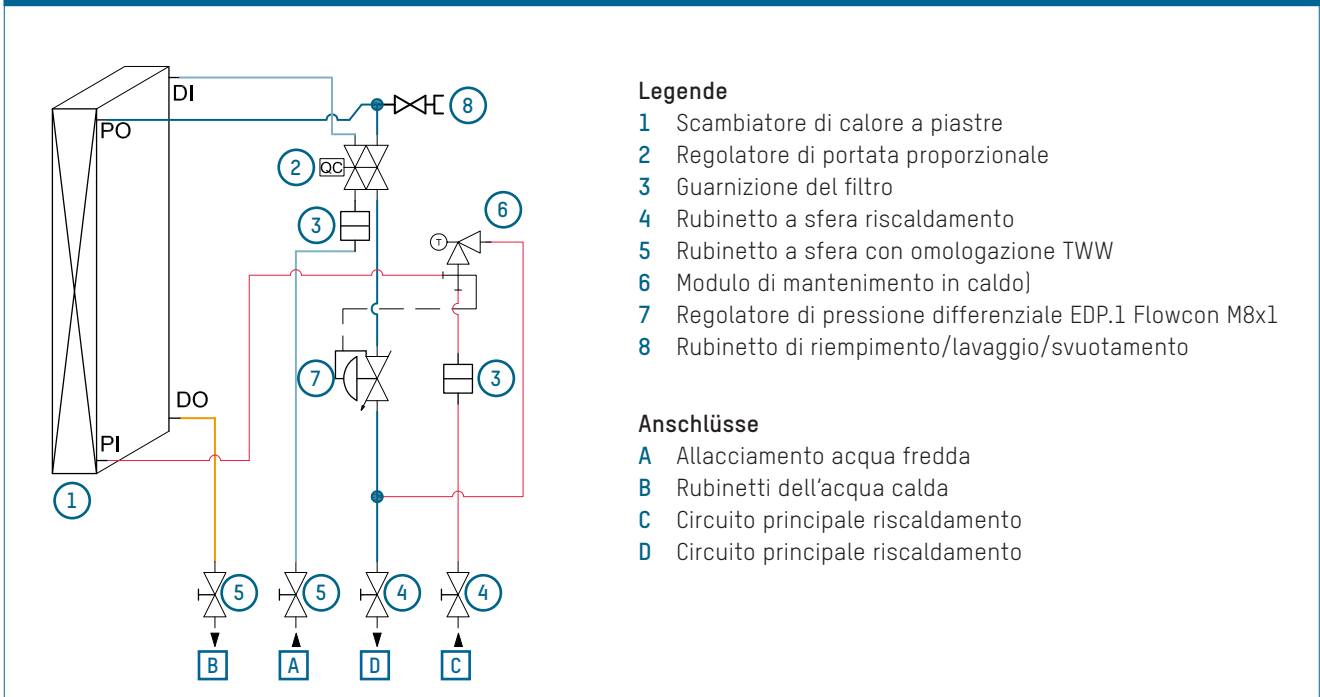 DI
PO
8
2
QC
3
6
T
7
3
DO
PI
1
5
5
4
4
B
A
D
C
Legende
1 Scambiatore di calore a piastre
2 Regolatore di portata proporzionale
3 Guarnizione del filtro
4 Rubinetto a sfera riscaldamento
5 Rubinetto a sfera con omologazione TWW
6 Modulo di mantenimento in caldo)
7 Regolatore di pressione differenziale EDP.1 Flowcon M8x1
8 Rubinetto di riempimento/lavaggio/svuotamento
Anschlüsse
A Allacciamento acqua fredda
B Rubinetti dell‘acqua calda
C Circuito principale riscaldamento
D Circuito principale riscaldamento